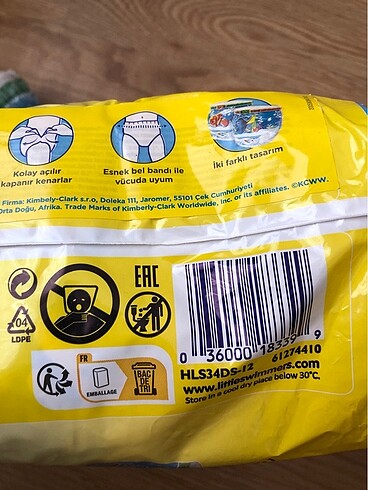 Kolay açılır
kapanır kenarlar
Esnek bel bandı ile
vücuda uyum
İki farklı tasarım
Firma: Kimbely-Clark s.r.o, Doleka 111, Jaromer, 55101 Çek Cumhuriyeti
Orta Doğu, Afrika. Trade Marks of Kimberly-Clark Worldwide, Inc. or its affiliates. ©KCWW.
EAC
04
LDPE
FR
EMBALLAGE
BAC
DE
TRI
0 36000 18339 9
HLS34DS-12 61274410
www.littleswimmers.com
Store in a cool dry place below 30°C.